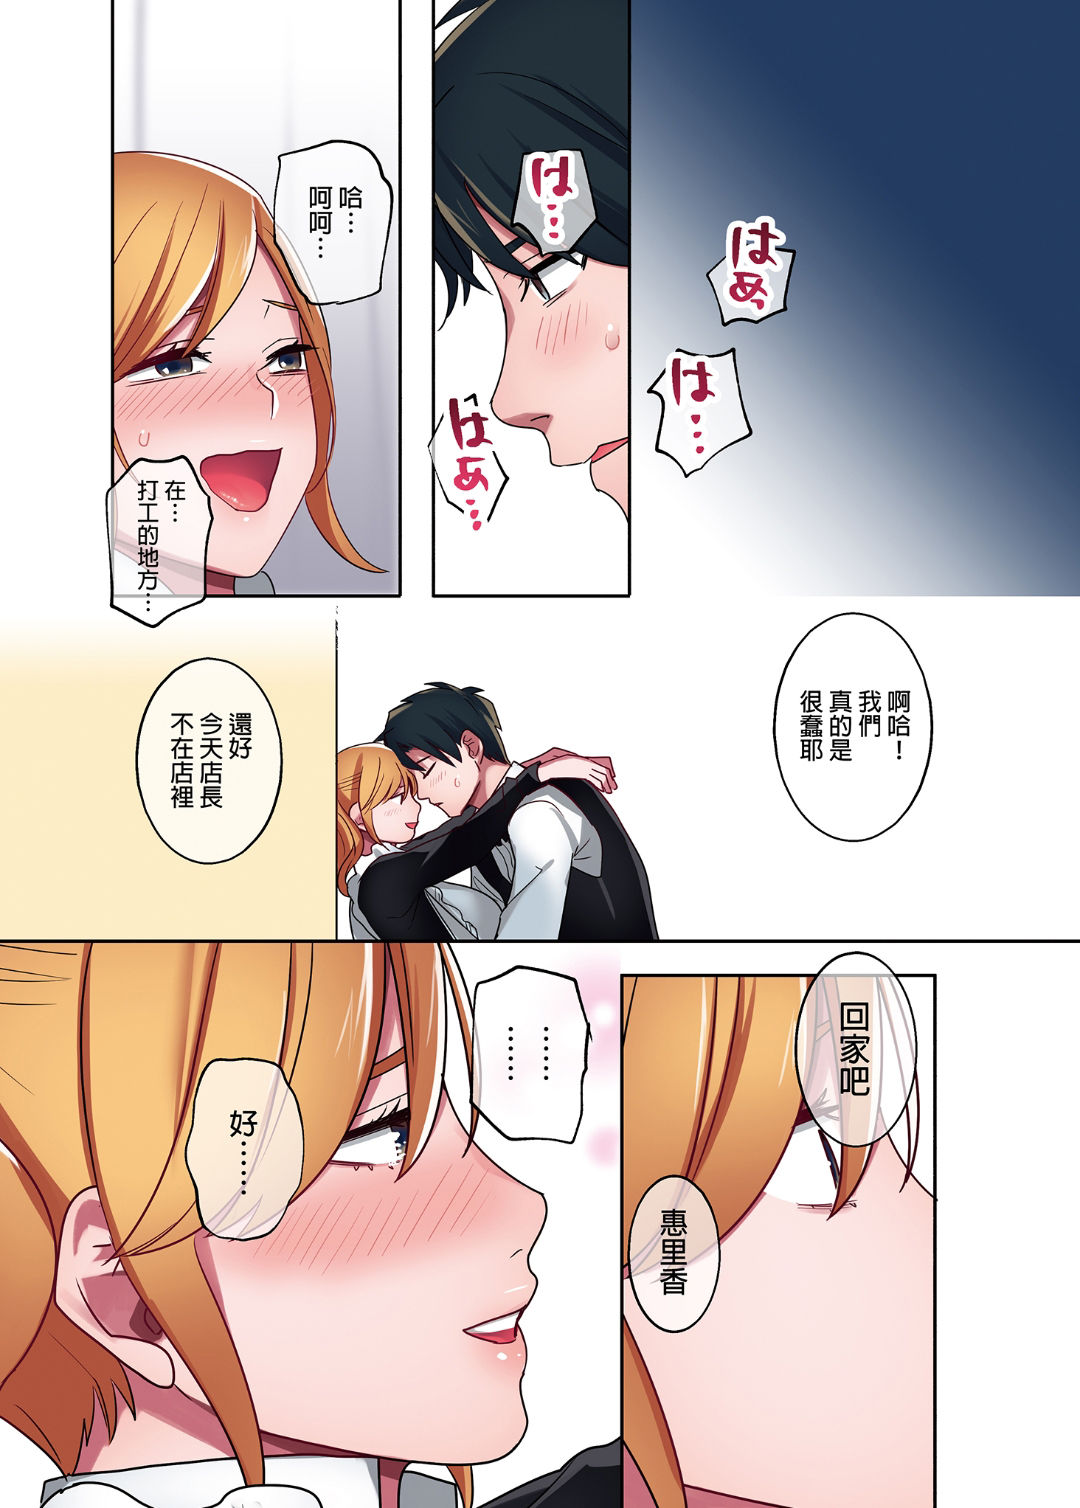 はぁっ
は…
は…
はぁ…
哈…
呵呵…
在…
打工的地方…
啊哈！
我們
真的是
很蠢耶
還好
今天店長
不在店裡
回家吧
惠里香
……
……
好……